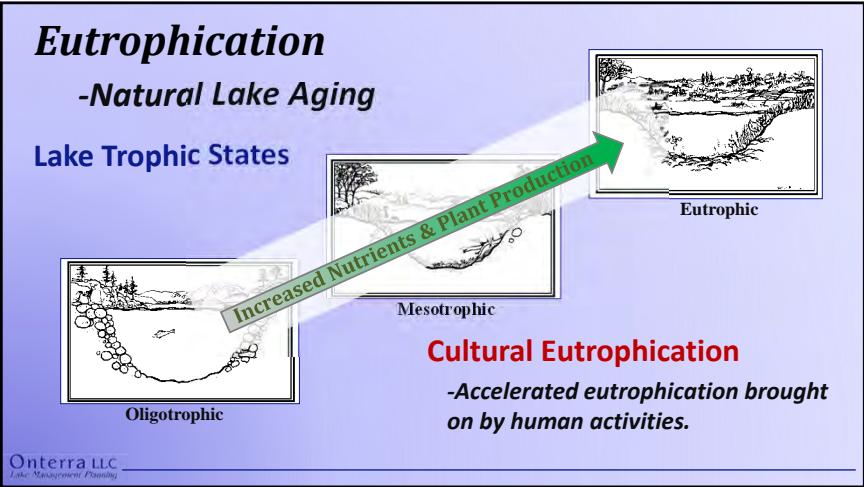 Eutrophication
-Natural Lake Aging
Lake Trophic States
Increased Nutrients & Plant Production
Eutrophic
Mesotrophic
Oligotrophic
Cultural Eutrophication
-Accelerated eutrophication brought
on by human activities.
Onterra LLC
Lake Management Planning